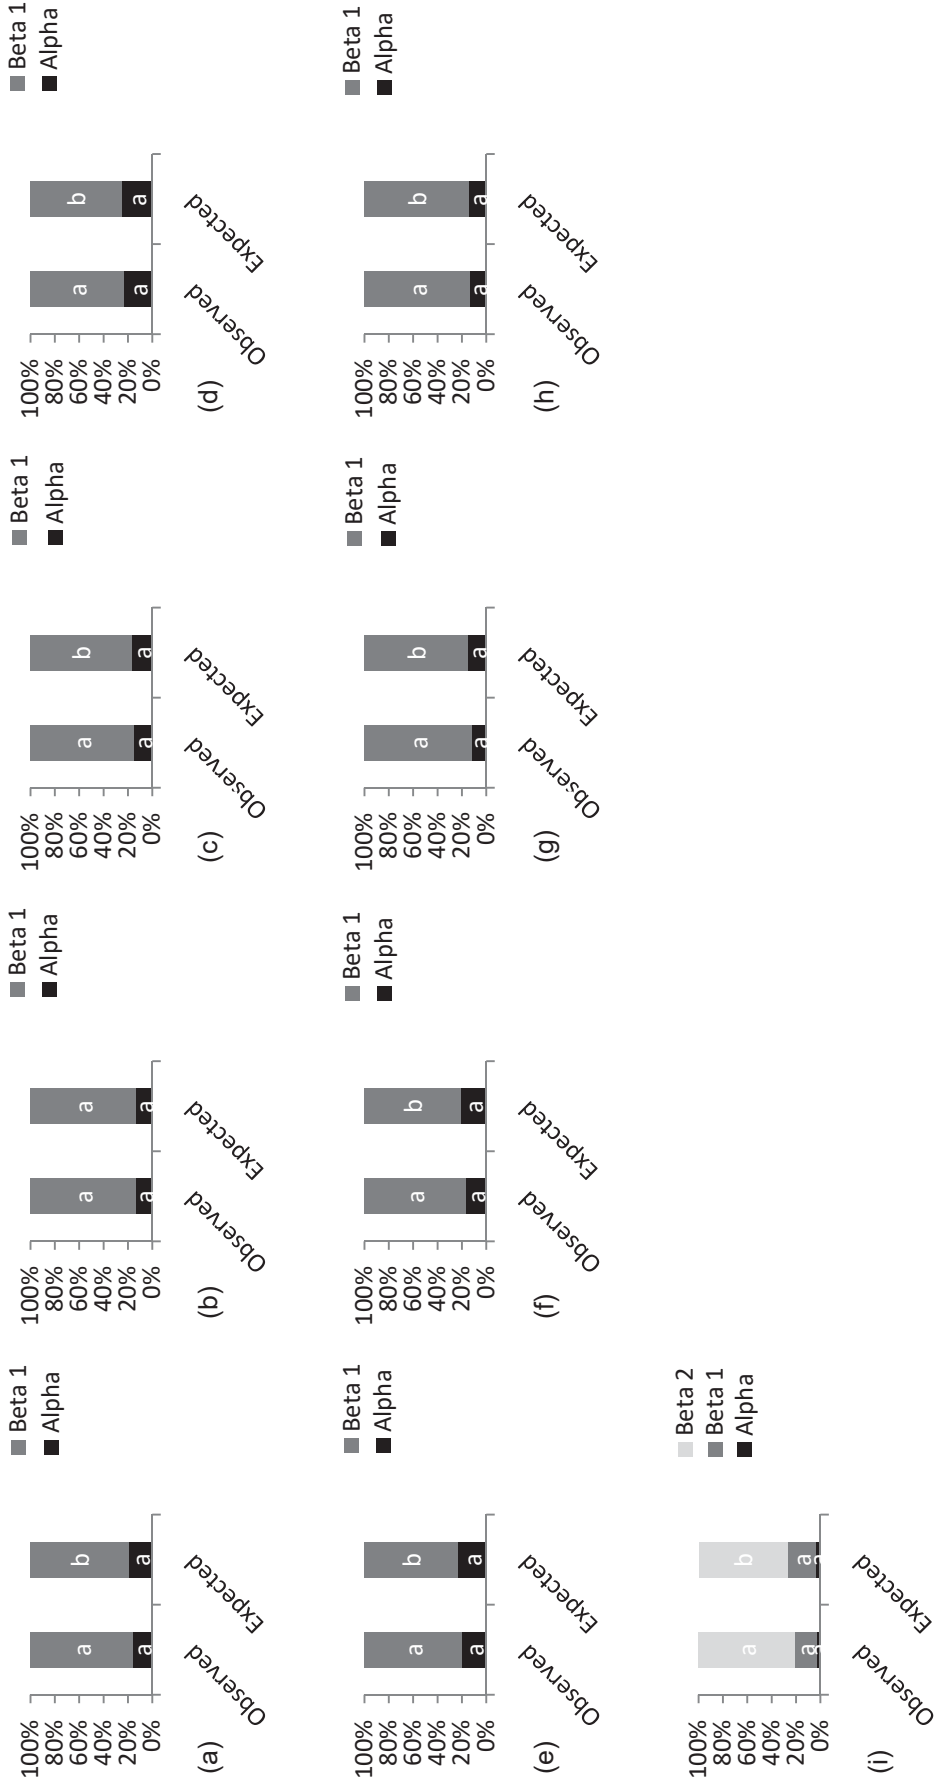 100%
80%
60%
40%
20%
0%
b
a
a
a
Observed
Expected
Beta 1
Alpha
(a)
100%
80%
60%
40%
20%
0%
a
a
a
a
Observed
Expected
Beta 1
Alpha
(b)
100%
80%
60%
40%
20%
0%
a
b
a
a
Observed
Expected
Beta 1
Alpha
(c)
100%
80%
60%
40%
20%
0%
a
b
a
a
Observed
Expected
Beta 1
Alpha
(d)
100%
80%
60%
40%
20%
0%
a
b
a
a
Observed
Expected
Beta 1
Alpha
(e)
100%
80%
60%
40%
20%
0%
a
b
a
a
Observed
Expected
Beta 1
Alpha
(f)
100%
80%
60%
40%
20%
0%
a
b
a
a
Observed
Expected
Beta 1
Alpha
(g)
100%
80%
60%
40%
20%
0%
a
b
a
a
Observed
Expected
Beta 1
Alpha
(h)
100%
80%
60%
40%
20%
0%
a
b
a
a
a
a
Observed
Expected
Beta 2
Beta 1
Alpha
(i)